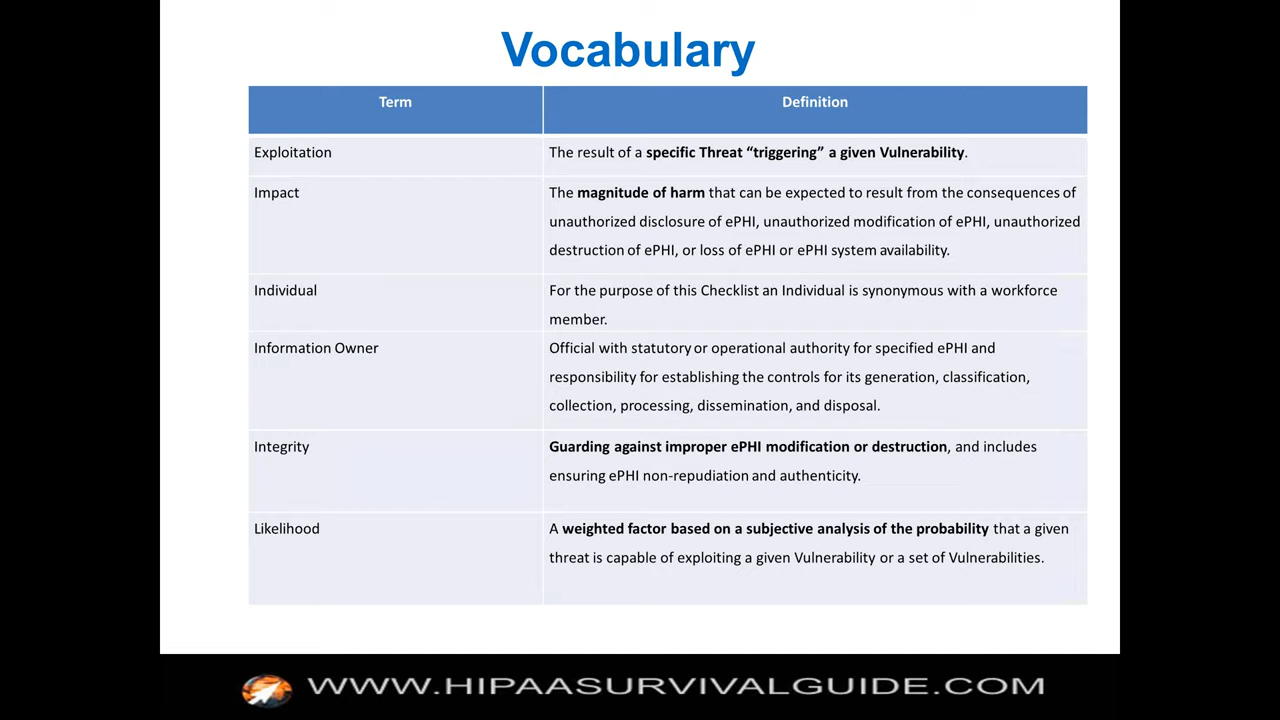 Vocabulary
Term
Definition
Exploitation
The result of a specific Threat “triggering” a given Vulnerability.
Impact
The magnitude of harm that can be expected to result from the consequences of
unauthorized disclosure of ePHI, unauthorized modification of ePHI, unauthorized
destruction of ePHI, or loss of ePHI or ePHI system availability.
Individual
For the purpose of this Checklist an Individual is synonymous with a workforce
member.
Information Owner
Official with statutory or operational authority for specified ePHI and
responsibility for establishing the controls for its generation, classification,
collection, processing, dissemination, and disposal.
Integrity
Guarding against improper ePHI modification or destruction, and includes
ensuring ePHI non-repudiation and authenticity.
Likelihood
A weighted factor based on a subjective analysis of the probability that a given
threat is capable of exploiting a given Vulnerability or a set of Vulnerabilities.
WWW.HIPAASURVIVALGUIDE.COM